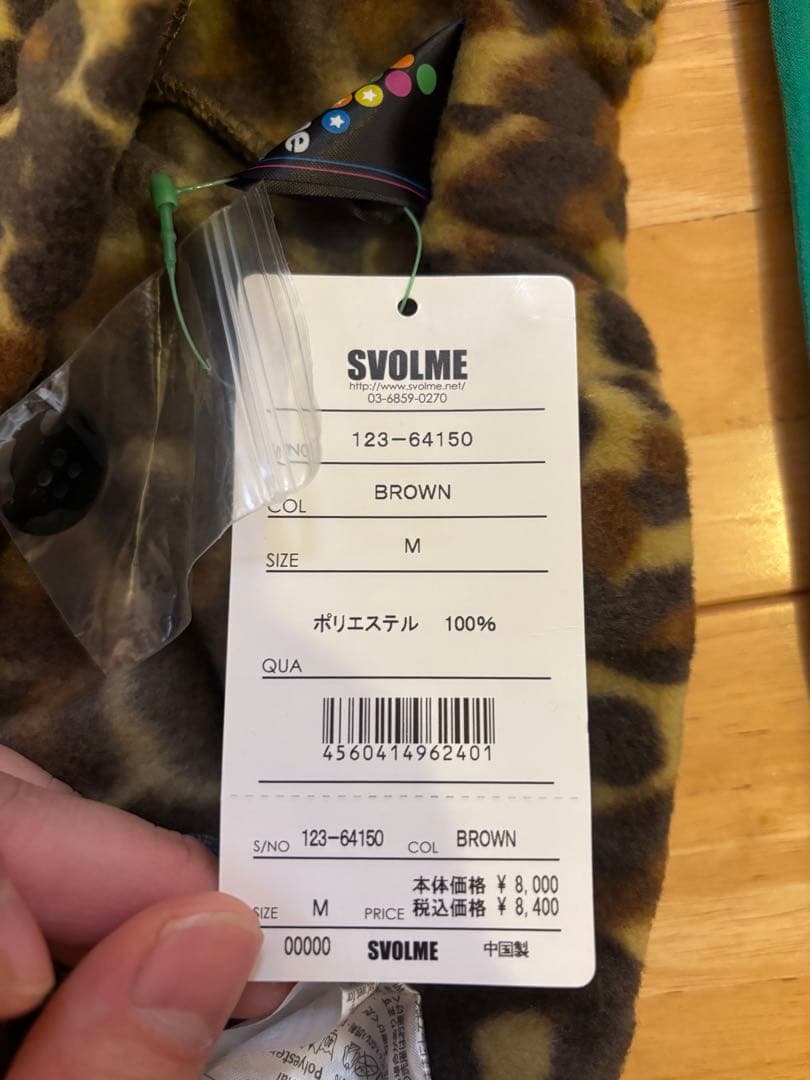 SVOLME
http://www.svolme.net/
03-6859-0270
S/NO 123-64150
COL BROWN
SIZE M
ポリエステル 100%
QUA
4560414962401
S/NO 123-64150 COL BROWN
本体価格 ¥ 8,000
SIZE M PRICE 税込価格 ¥ 8,400
00000 SVOLME 中国製